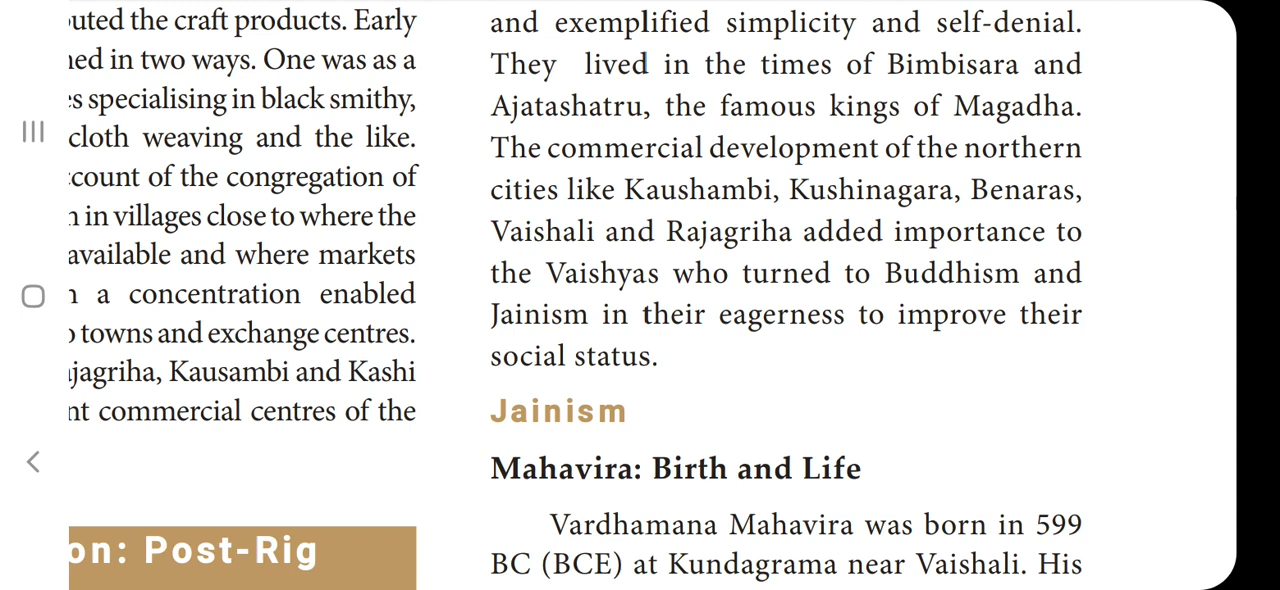 the craft products. Early
in two ways. One was as a
specialising in black smithy,
cloth weaving and the like.
of the congregation of
in villages close to where the
available and where markets
a concentration enabled
towns and exchange centres.
Kausambi and Kashi
commercial centres of the
on: Post-Rig
and exemplified simplicity and self-denial.
They lived in the times of Bimbisara and
Ajatashatru, the famous kings of Magadha.
The commercial development of the northern
cities like Kaushambi, Kushinagara, Benaras,
Vaishali and Rajagriha added importance to
the Vaishyas who turned to Buddhism and
Jainism in their eagerness to improve their
social status.
Jainism
Mahavira: Birth and Life
Vardhamana Mahavira was born in 599
BC (BCE) at Kundagrama near Vaishali. His